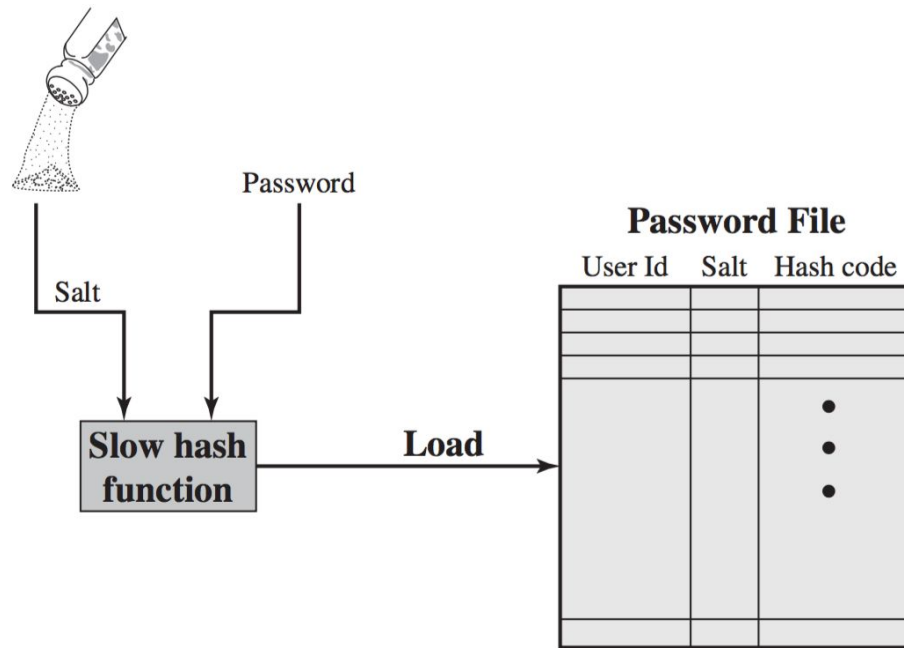 Password
Salt
Slow hash
function
Load
Password File
User Id Salt Hash code